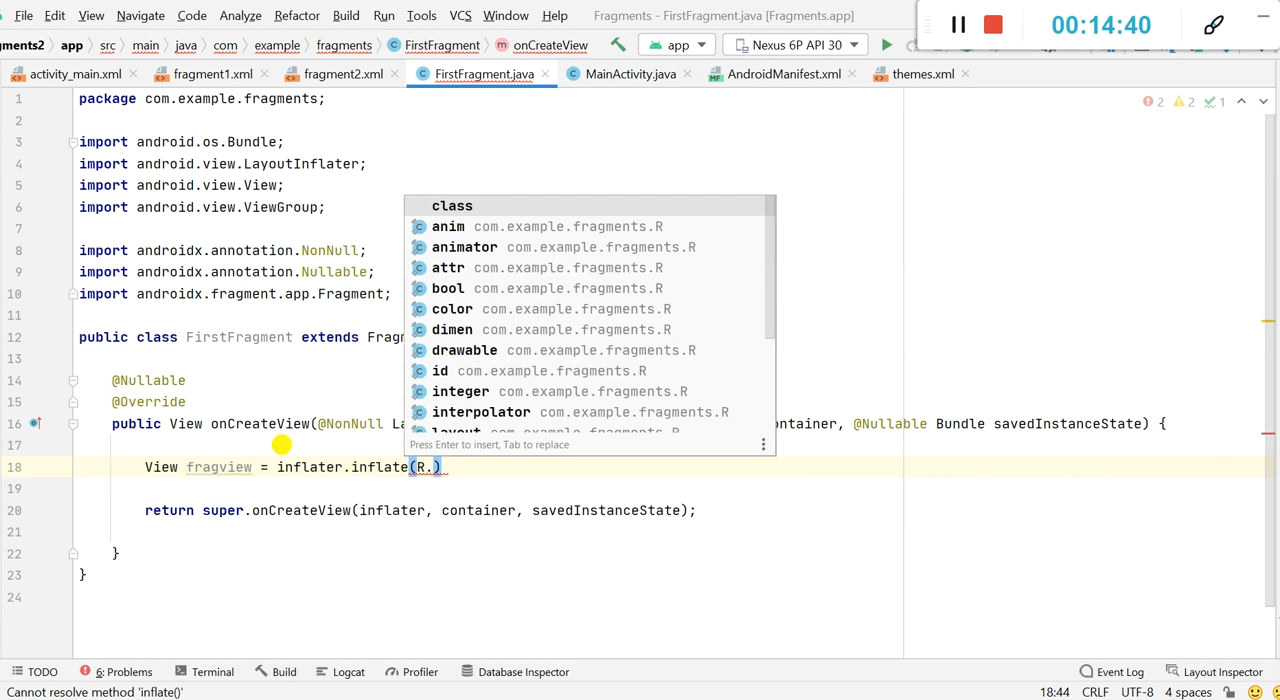 File Edit View Navigate Code Analyze Refactor Build Run Tools VCS Window Help Fragments - FirstFragment.java [Fragments.app]
00:14:40
ments2 app src main java com example fragments FirstFragment onCreateView app Nexus 6P API 30
activity_main.xml fragment1.xml fragment2.xml FirstFragment.java MainActivity.java AndroidManifest.xml themes.xml
1 package com.example.fragments; 2 2 1
2
3 import android.os.Bundle;
4 import android.view.LayoutInflater;
5 import android.view.View;
6 import android.view.ViewGroup;
7
8 import androidx.annotation.NonNull;
9 import androidx.annotation.Nullable;
10 import androidx.fragment.app.Fragment;
11
12 public class FirstFragment extends Fragm
13
14 @Nullable
15 @Override
16 public View onCreateView(@NonNull La ntainer, @Nullable Bundle savedInstanceState) {
17
18 View fragview = inflater.inflate(R.)
19
20 return super.onCreateView(inflater, container, savedInstanceState);
21
22 }
23 }
24
class
anim com.example.fragments.R
animator com.example.fragments.R
attr com.example.fragments.R
bool com.example.fragments.R
color com.example.fragments.R
dimen com.example.fragments.R
drawable com.example.fragments.R
id com.example.fragments.R
integer com.example.fragments.R
interpolator com.example.fragments.R
layout com.example.fragments.R
Press Enter to insert, Tab to replace
TODO 6: Problems Terminal Build Logcat Profiler Database Inspector Event Log Layout Inspector
Cannot resolve method 'inflate()' 18:44 CRLF UTF-8 4 spaces